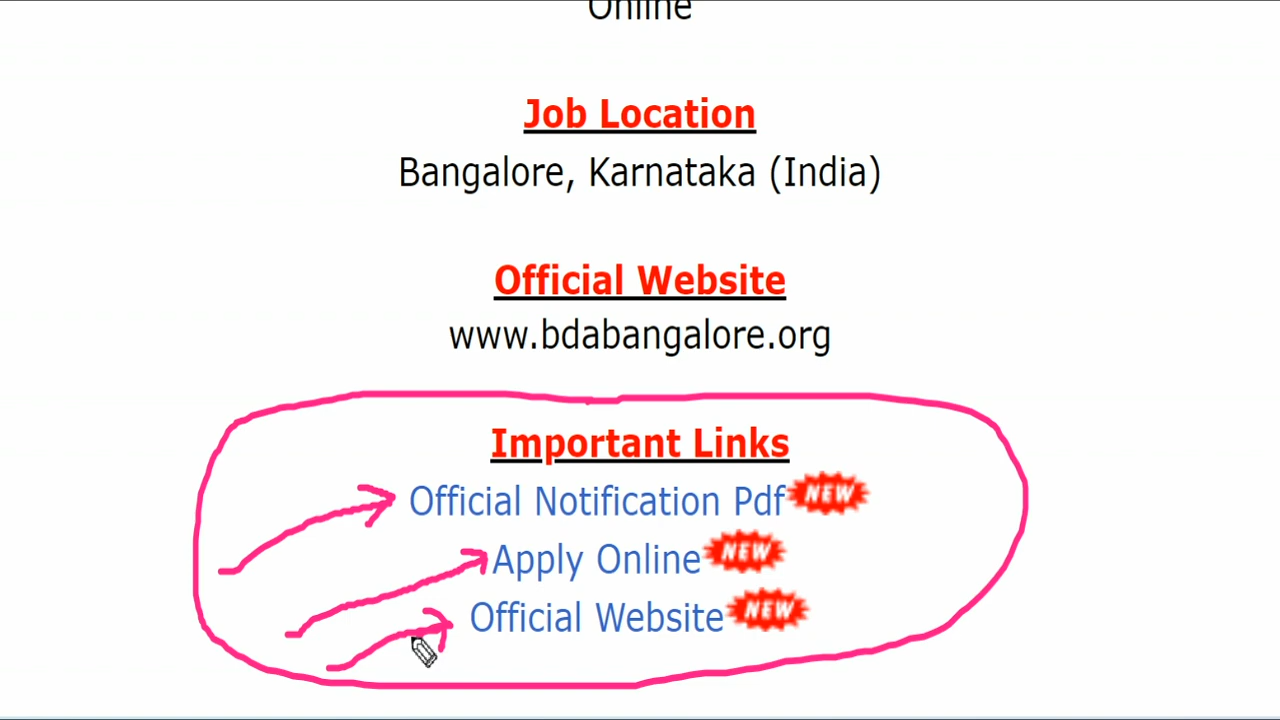 Online
Job Location
Bangalore, Karnataka (India)
Official Website
www.bdabangalore.org
Important Links
Official Notification Pdf NEW
Apply Online NEW
Official Website NEW